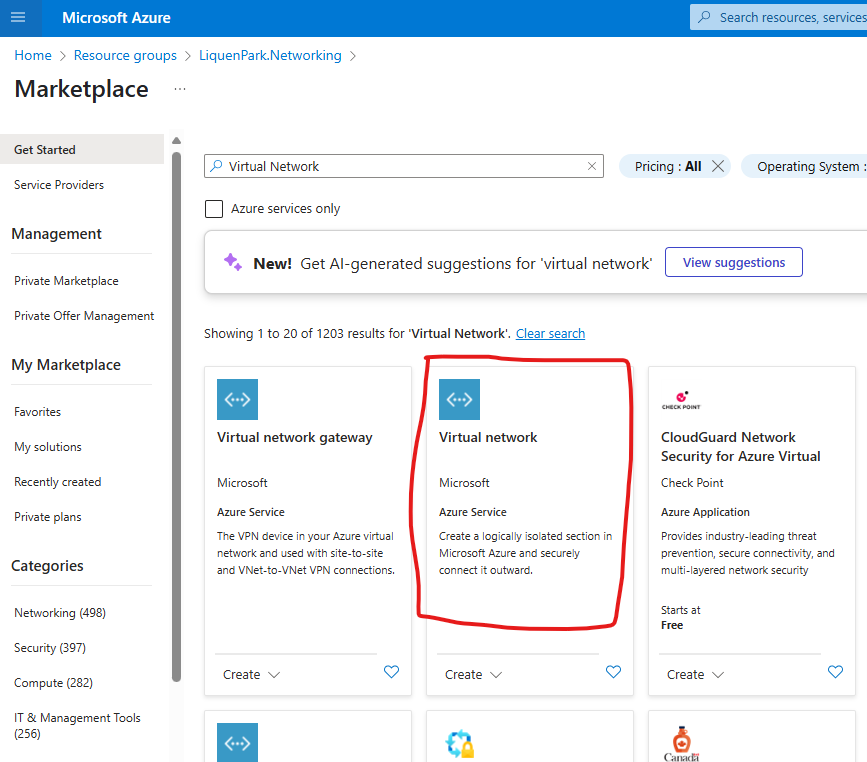 Microsoft Azure
Search resources, services
Home > Resource groups > LiquenPark.Networking >
Marketplace
...
Get Started
Service Providers
Management
Private Marketplace
Private Offer Management
My Marketplace
Favorites
My solutions
Recently created
Private plans
Categories
Networking (498)
Security (397)
Compute (282)
IT & Management Tools
(256)
Virtual Network
Pricing : All
Operating System :
Azure services only
New! Get AI-generated suggestions for 'virtual network'
View suggestions
Showing 1 to 20 of 1203 results for 'Virtual Network'. Clear search
Virtual network gateway
Microsoft
Azure Service
The VPN device in your Azure virtual
network and used with site-to-site
and VNet-to-VNet VPN connections.
Create
Virtual network
Microsoft
Azure Service
Create a logically isolated section in
Microsoft Azure and securely
connect it outward.
Create
CHECK POINT
CloudGuard Network
Security for Azure Virtual
Check Point
Azure Application
Provides industry-leading threat
prevention, secure connectivity, and
multi-layered network security
Starts at
Free
Create
Canada